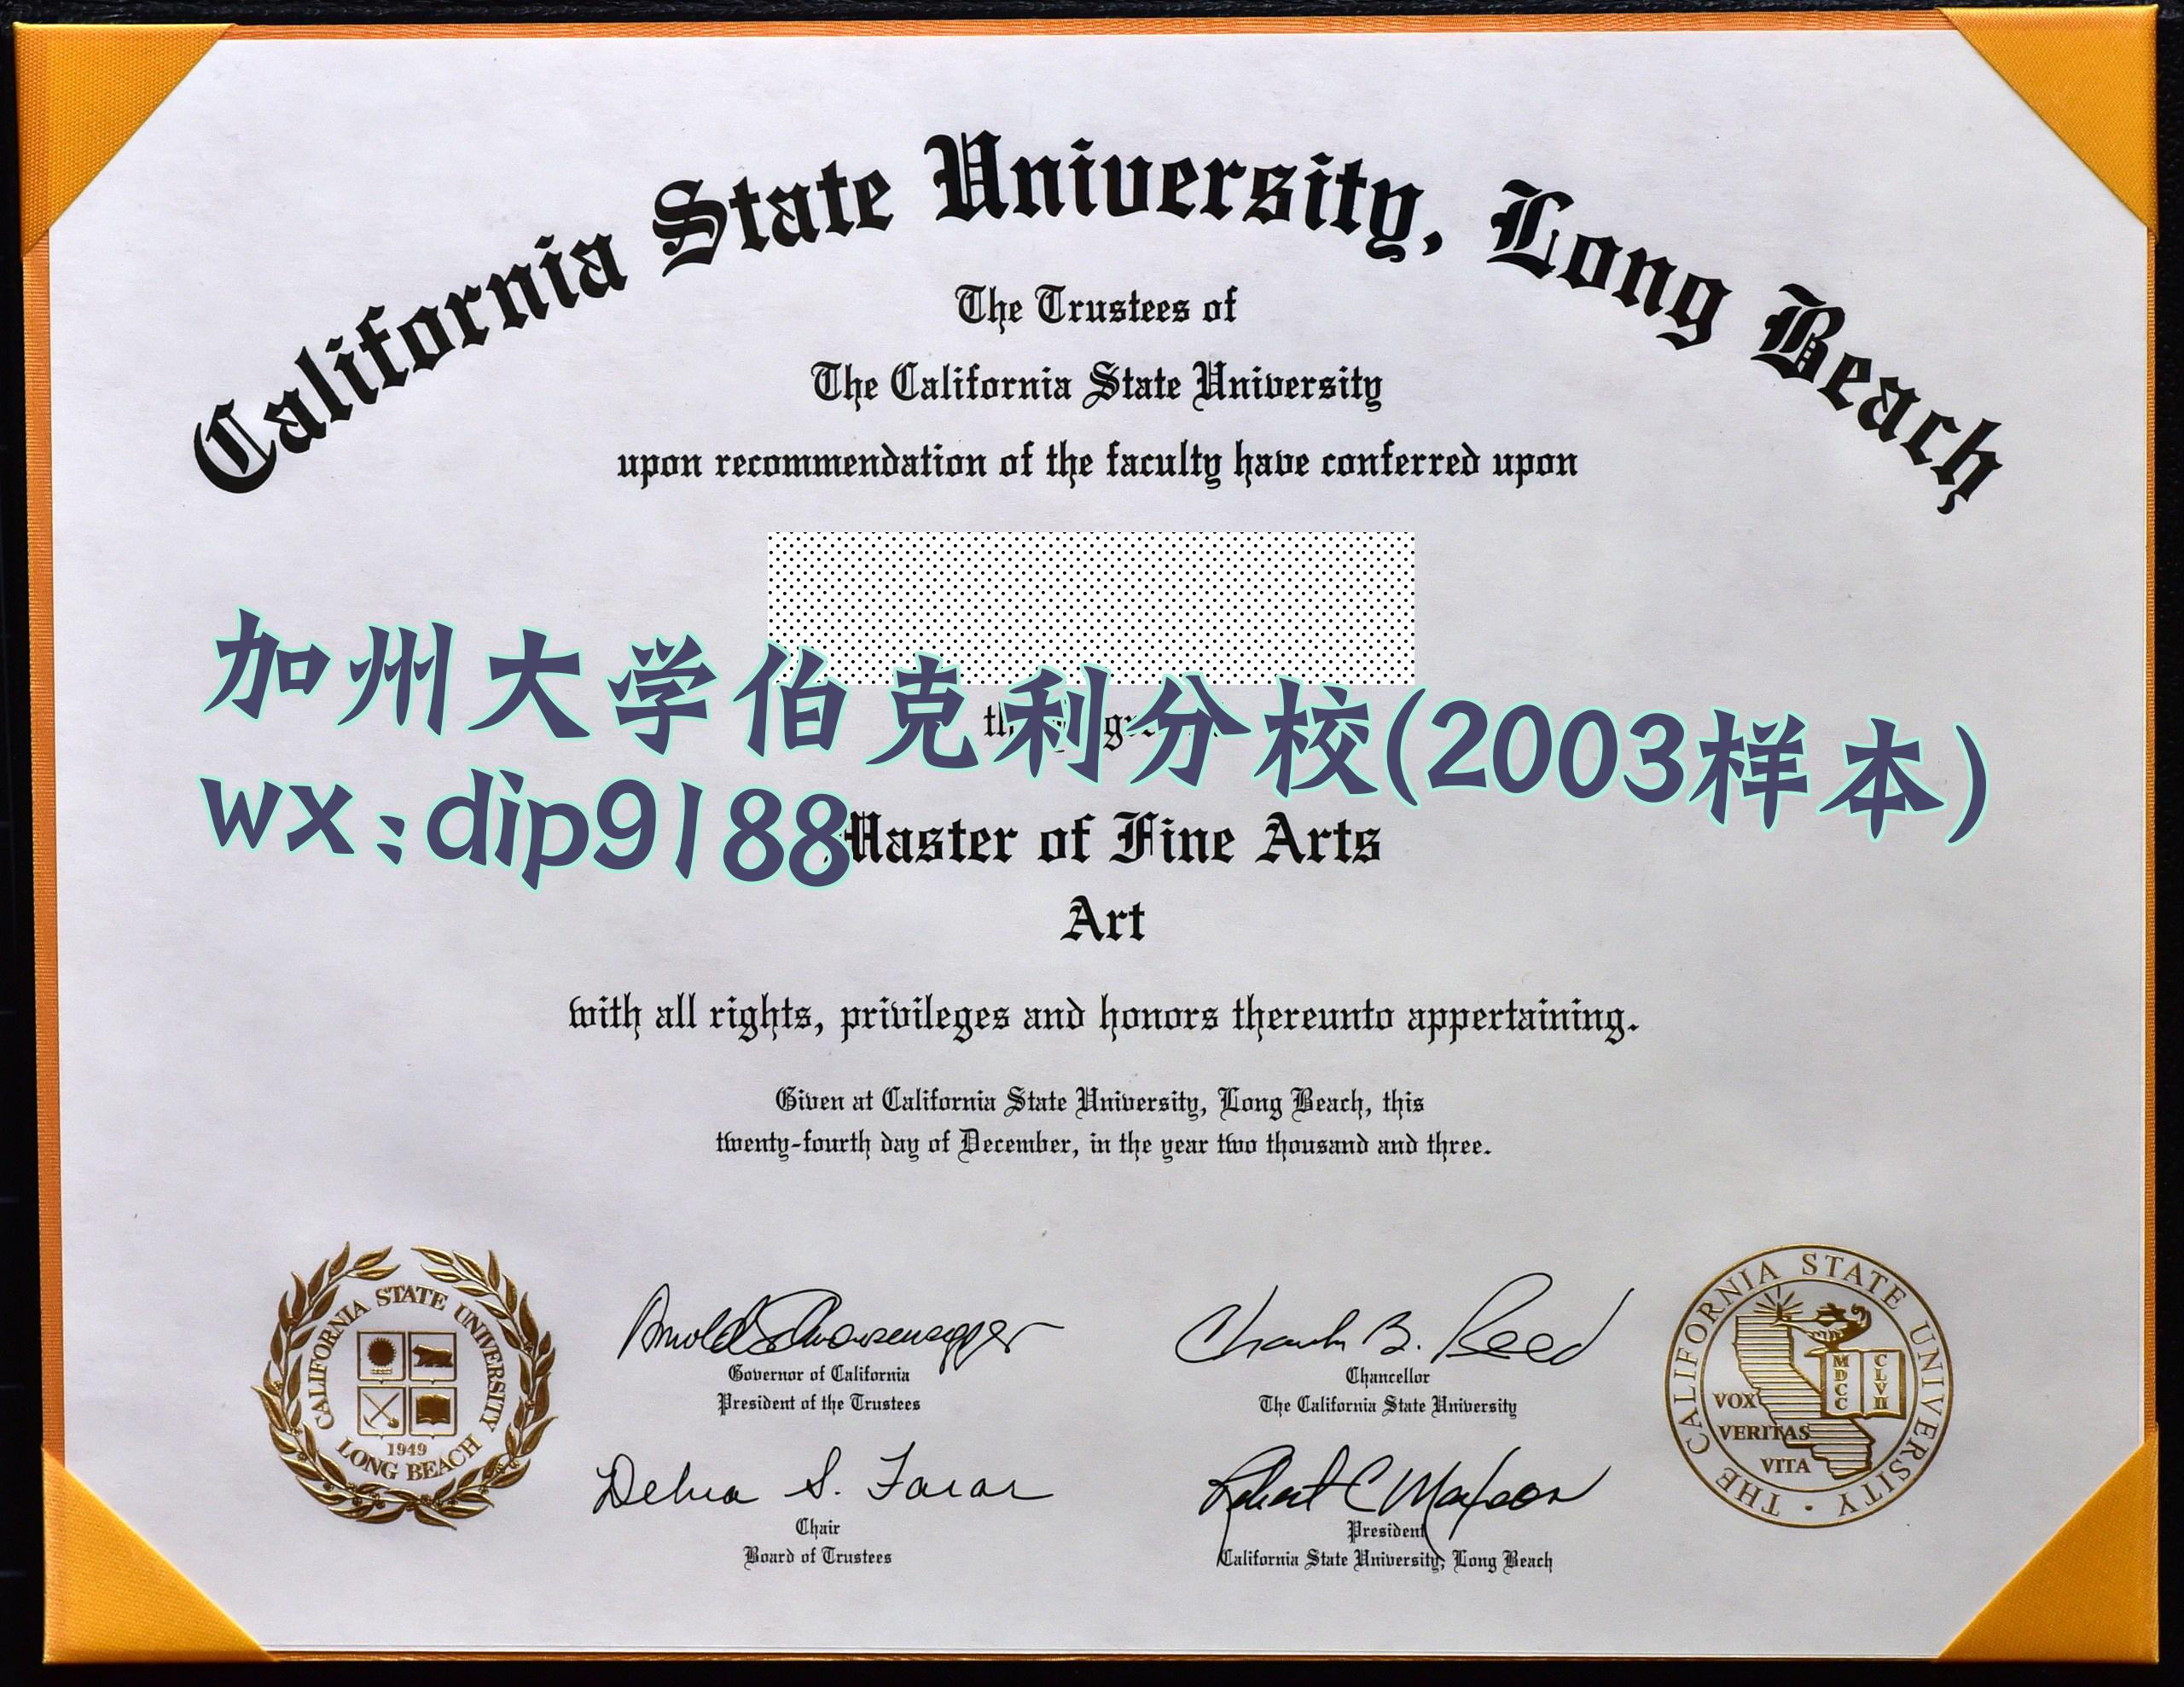 California State University, Long Beach
The Trustees of
The California State University
upon recommendation of the faculty have conferred upon
加州大学伯克利分校(2003样本)
wx:dip9188
Master of Fine Arts
Art
with all rights, privileges and honors thereunto appertaining.
Given at California State University, Long Beach, this
twenty-fourth day of December, in the year two thousand and three.
CALIFORNIA STATE UNIVERSITY
1949
LONG BEACH
Arnold Schwarzenegger
Governor of California
President of the Trustees
Charles B. Reed
Chancellor
The California State University
Debra S. Farar
Chair
Board of Trustees
Robert C Maxson
President
California State University, Long Beach
THE CALIFORNIA STATE UNIVERSITY
VOX
VERITAS
VITA
MDCC
CLVII